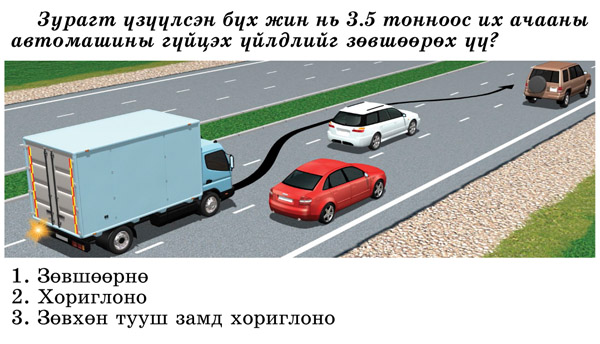 Зурагт үзүүлсэн бүх жин нь 3.5 тонноос их ачааны
автомашины гүйцэх үйлдлийг зөвшөөрөх үү?
1. Зөвшөөрнө
2. Хориглоно
3. Зөвхөн тууш замд хориглоно